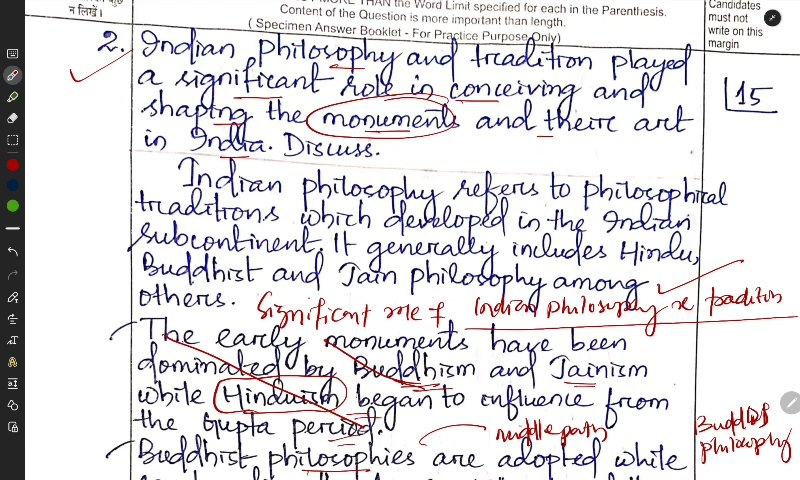 न लिखें।
THAN the Word Limit specified for each in the Parenthesis.
Content of the Question is more important than length.
( Specimen Answer Booklet - For Practice Purpose Only)
Candidates
must not
write on this
margin
2. Indian philosophy and tradition played
a significant role in conceiving and
shaping the monuments and their art
in India. Discuss.
15
Indian philosophy refers to philosophical
traditions which developed in the Indian
subcontinent. It generally includes Hindu,
Buddhist and Jain philosophy among
others.
Significant role of Indian philosophy & tradition
The early monuments have been
dominated by Buddhism and Jainism
while Hinduism began to influence from
the Gupta period.
middle path
Buddhist philosophies are adopted while
philosophy